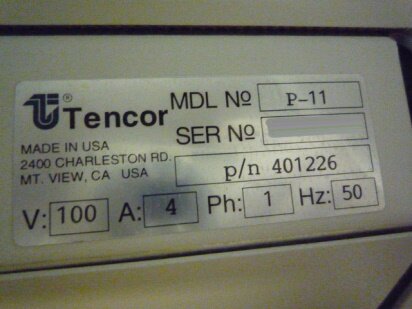 Tencor® MDL Nº P-11
SER Nº
MADE IN USA
2400 CHARLESTON RD.
MT. VIEW, CA USA
p/n 401226
V: 100 A: 4 Ph: 1 Hz: 50